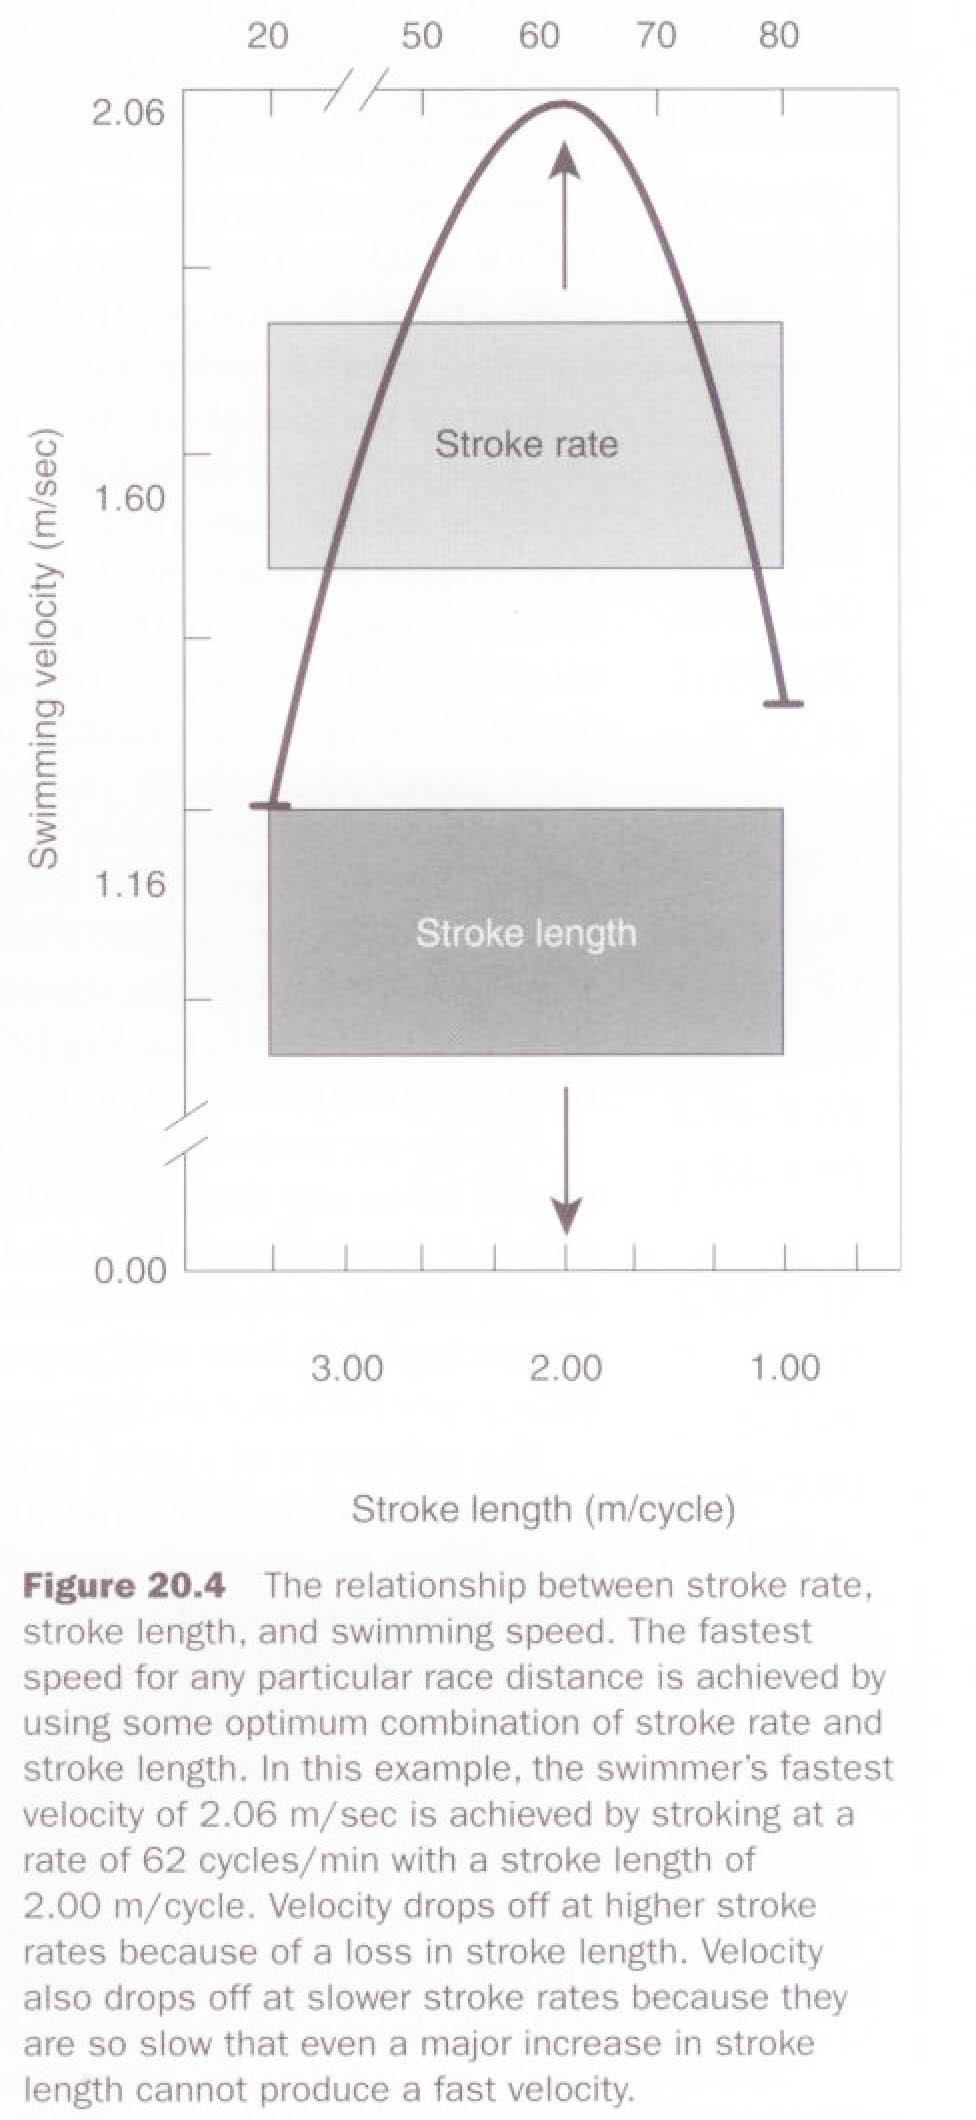 20 50 60 70 80
2.06
Stroke rate
1.60
Swimming velocity (m/sec)
1.16
Stroke length
0.00
3.00 2.00 1.00
Stroke length (m/cycle)
Figure 20.4 The relationship between stroke rate,
stroke length, and swimming speed. The fastest
speed for any particular race distance is achieved by
using some optimum combination of stroke rate and
stroke length. In this example, the swimmer's fastest
velocity of 2.06 m/sec is achieved by stroking at a
rate of 62 cycles/min with a stroke length of
2.00 m/cycle. Velocity drops off at higher stroke
rates because of a loss in stroke length. Velocity
also drops off at slower stroke rates because they
are so slow that even a major increase in stroke
length cannot produce a fast velocity.